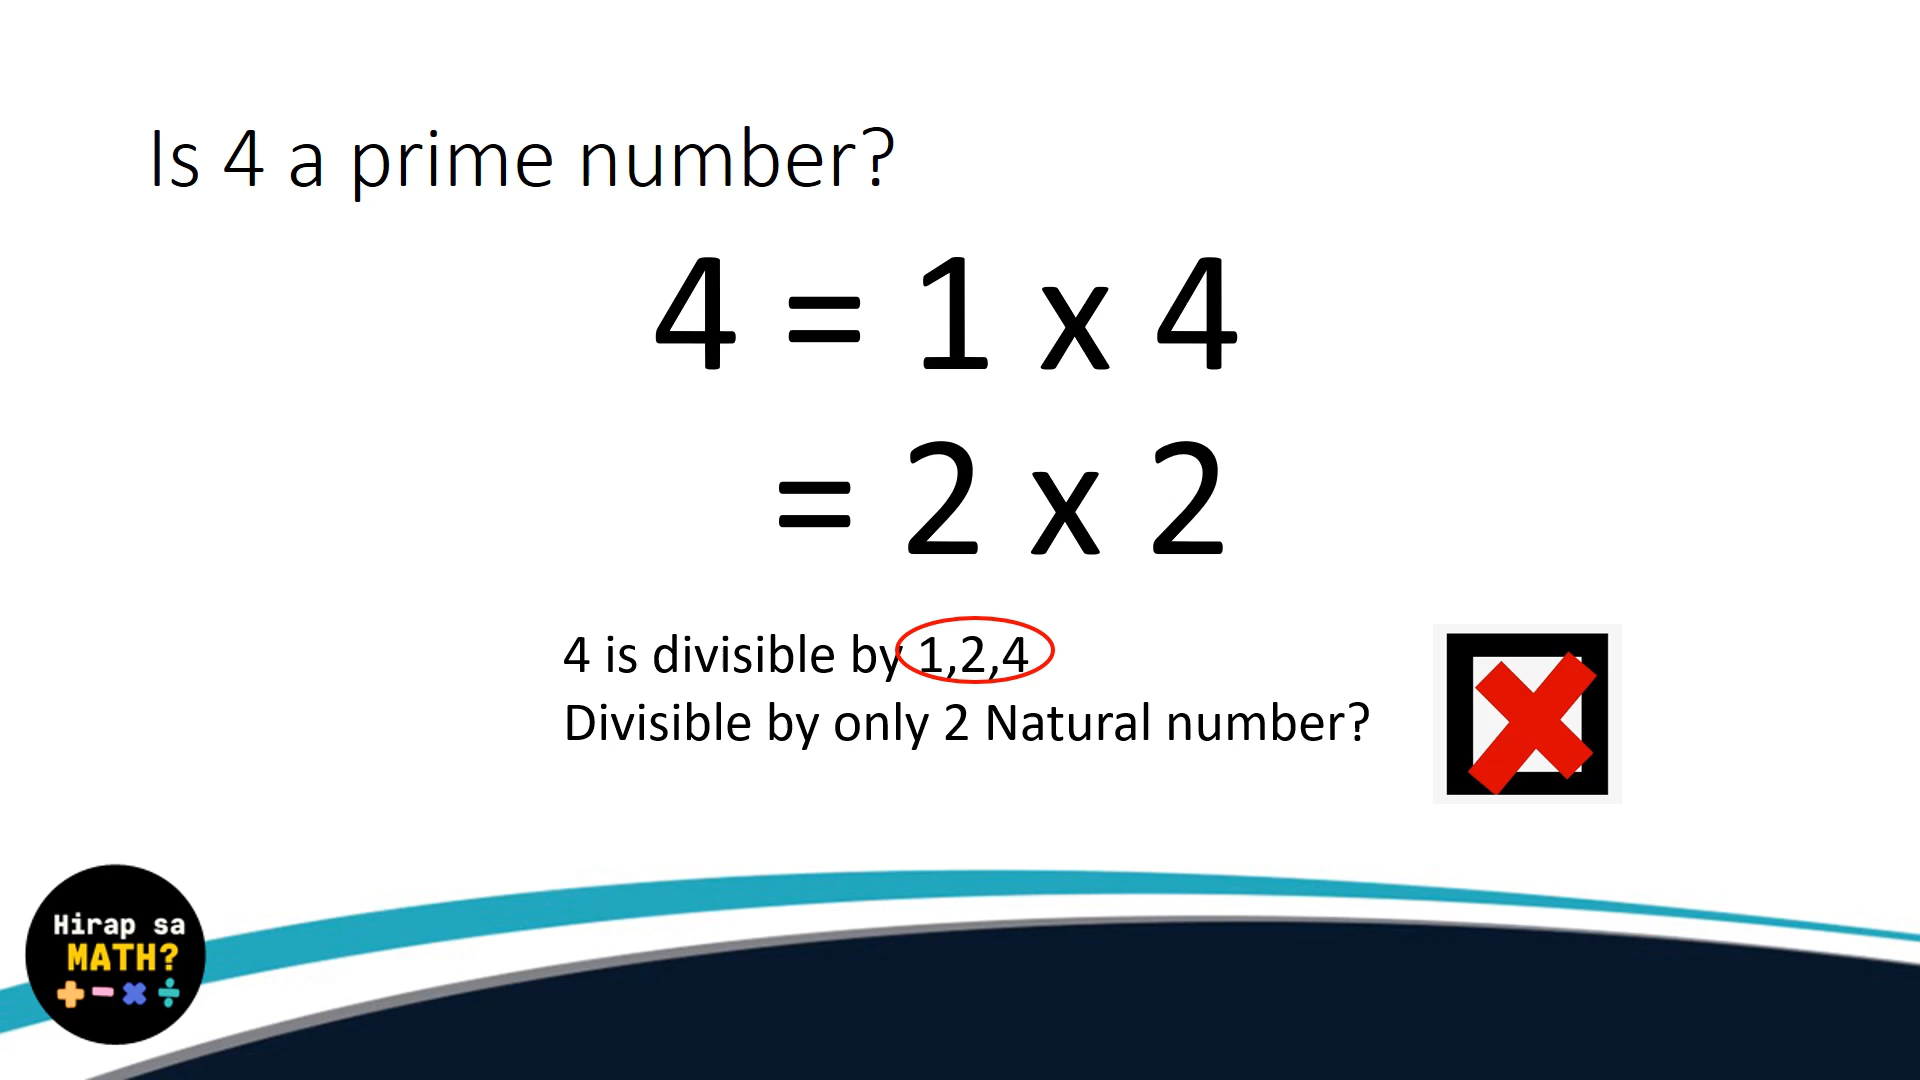 Is 4 a prime number?
4 = 1 x 4
= 2 x 2
4 is divisible by 1,2,4
Divisible by only 2 Natural number?
Hirap sa
MATH?